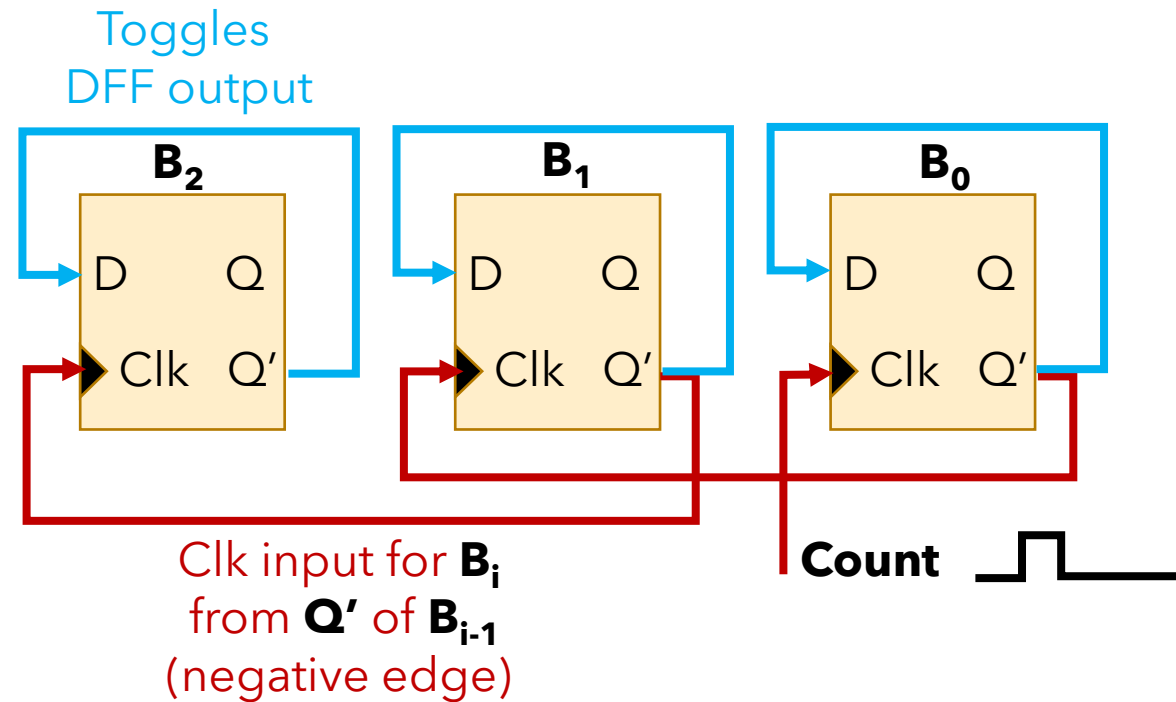 Toggles
DFF output
B₂ B₁ B₀
D Q D Q D Q
Clk Q′ Clk Q′ Clk Q′
Count
Clk input for Bᵢ
from Q′ of Bᵢ₋₁
(negative edge)